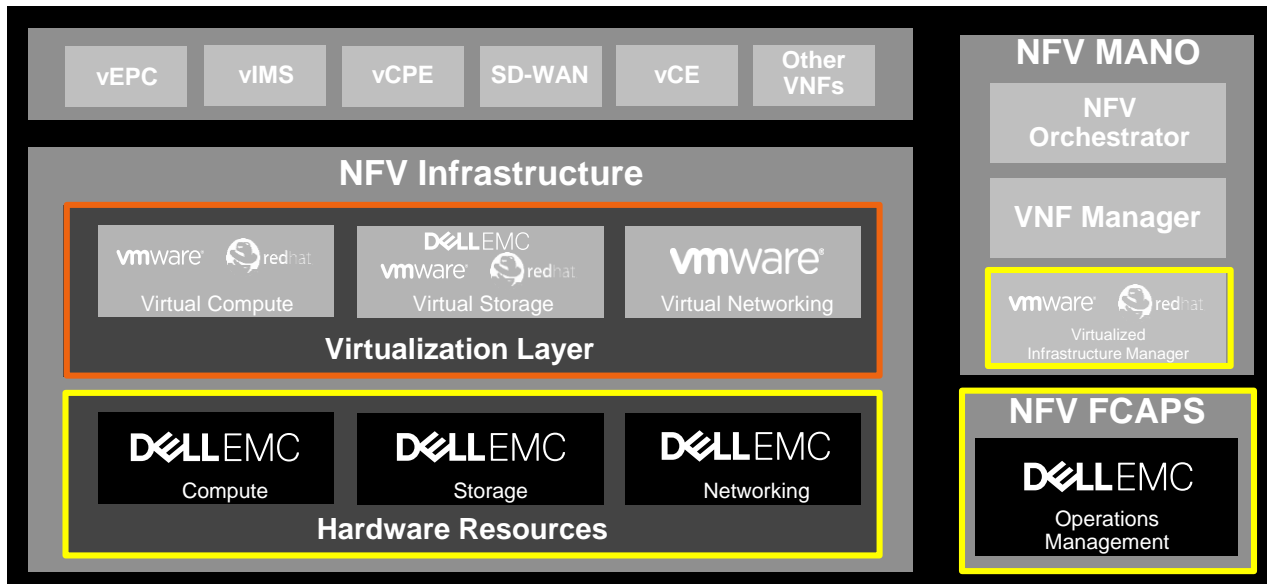 vEPC
vIMS
vCPE
SD-WAN
vCE
Other
VNFs
NFV Infrastructure
vmware® redhat
Virtual Compute
DELLEMC
vmware® redhat
Virtual Storage
vmware®
Virtual Networking
Virtualization Layer
DELLEMC
Compute
DELLEMC
Storage
DELLEMC
Networking
Hardware Resources
NFV MANO
NFV
Orchestrator
VNF Manager
vmware® redhat
Virtualized
Infrastructure Manager
NFV FCAPS
DELLEMC
Operations
Management